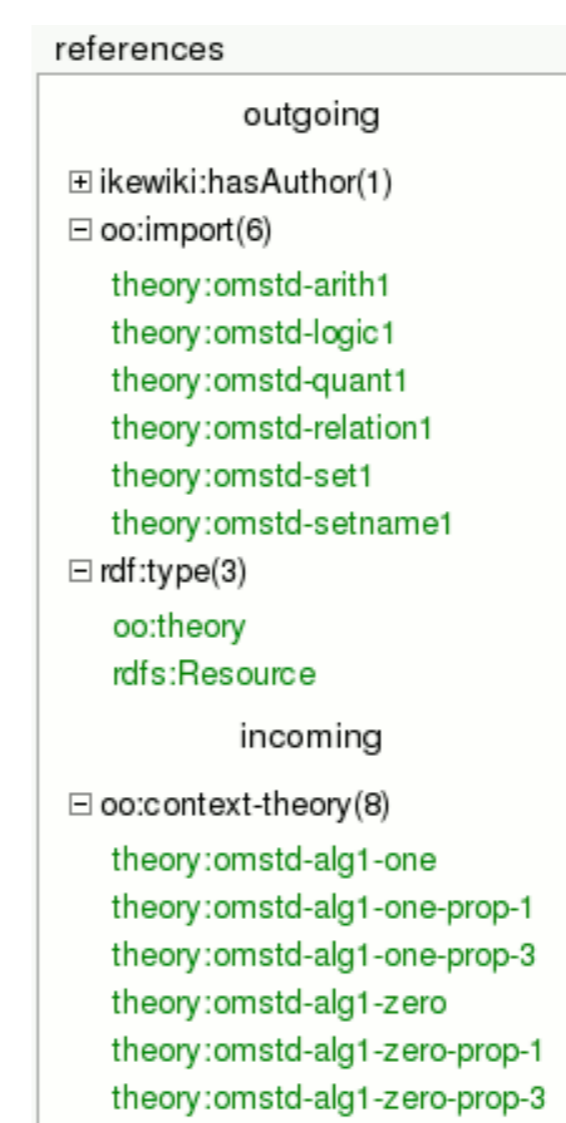 references
outgoing
ikewiki:hasAuthor(1)
oo:import(6)
theory:omstd-arith1
theory:omstd-logic1
theory:omstd-quant1
theory:omstd-relation1
theory:omstd-set1
theory:omstd-setname1
rdf:type(3)
oo:theory
rdfs:Resource
incoming
oo:context-theory(8)
theory:omstd-alg1-one
theory:omstd-alg1-one-prop-1
theory:omstd-alg1-one-prop-3
theory:omstd-alg1-zero
theory:omstd-alg1-zero-prop-1
theory:omstd-alg1-zero-prop-3